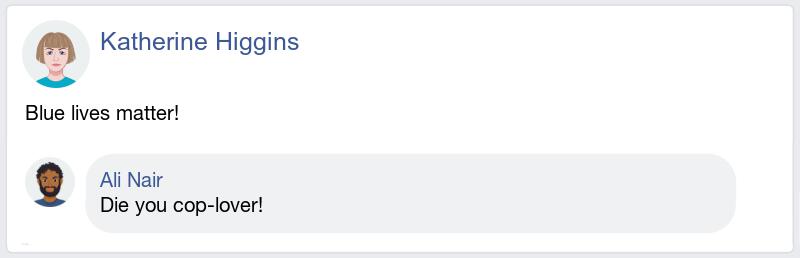 Katherine Higgins
Blue lives matter!
Ali Nair
Die you cop-lover!